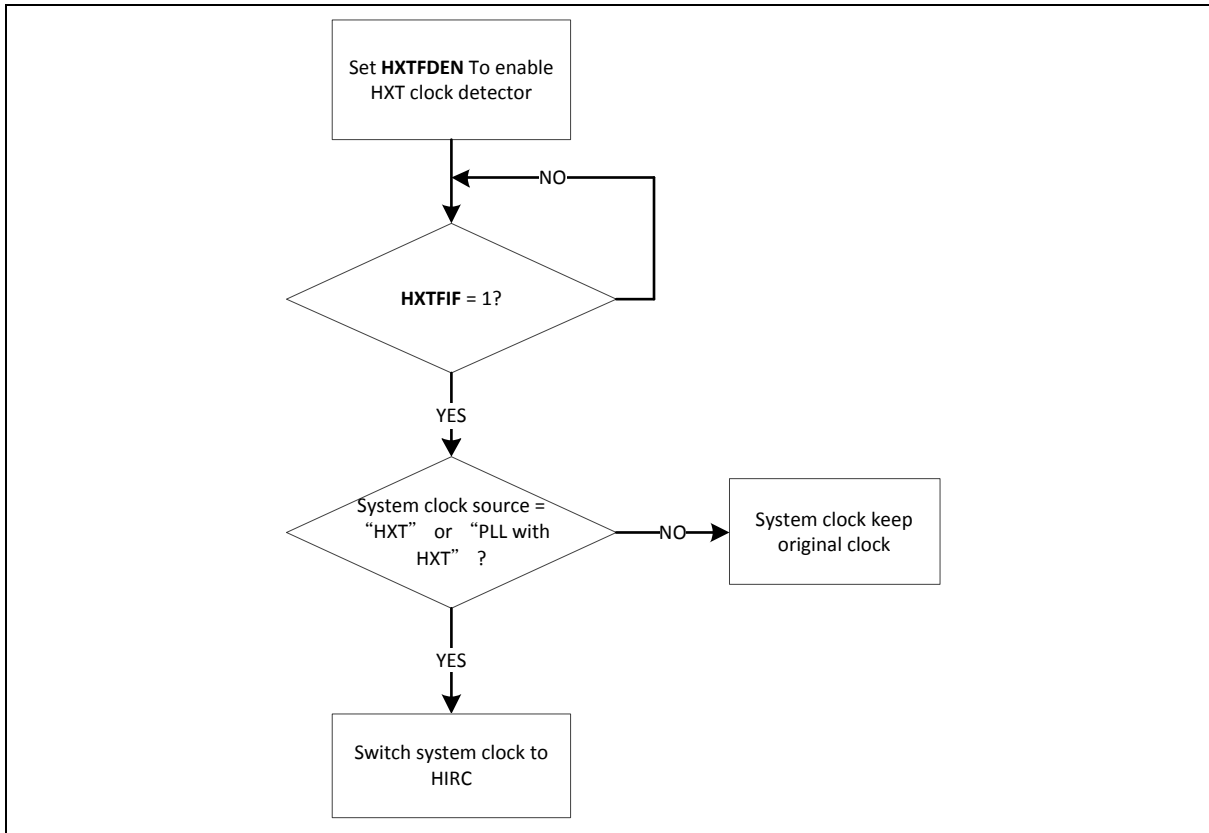 Set HXTFDEN To enable
HXT clock detector
NO
HXTFIF = 1?
YES
System clock source =
“HXT” or “PLL with
HXT” ?
NO
System clock keep
original clock
YES
Switch system clock to
HIRC